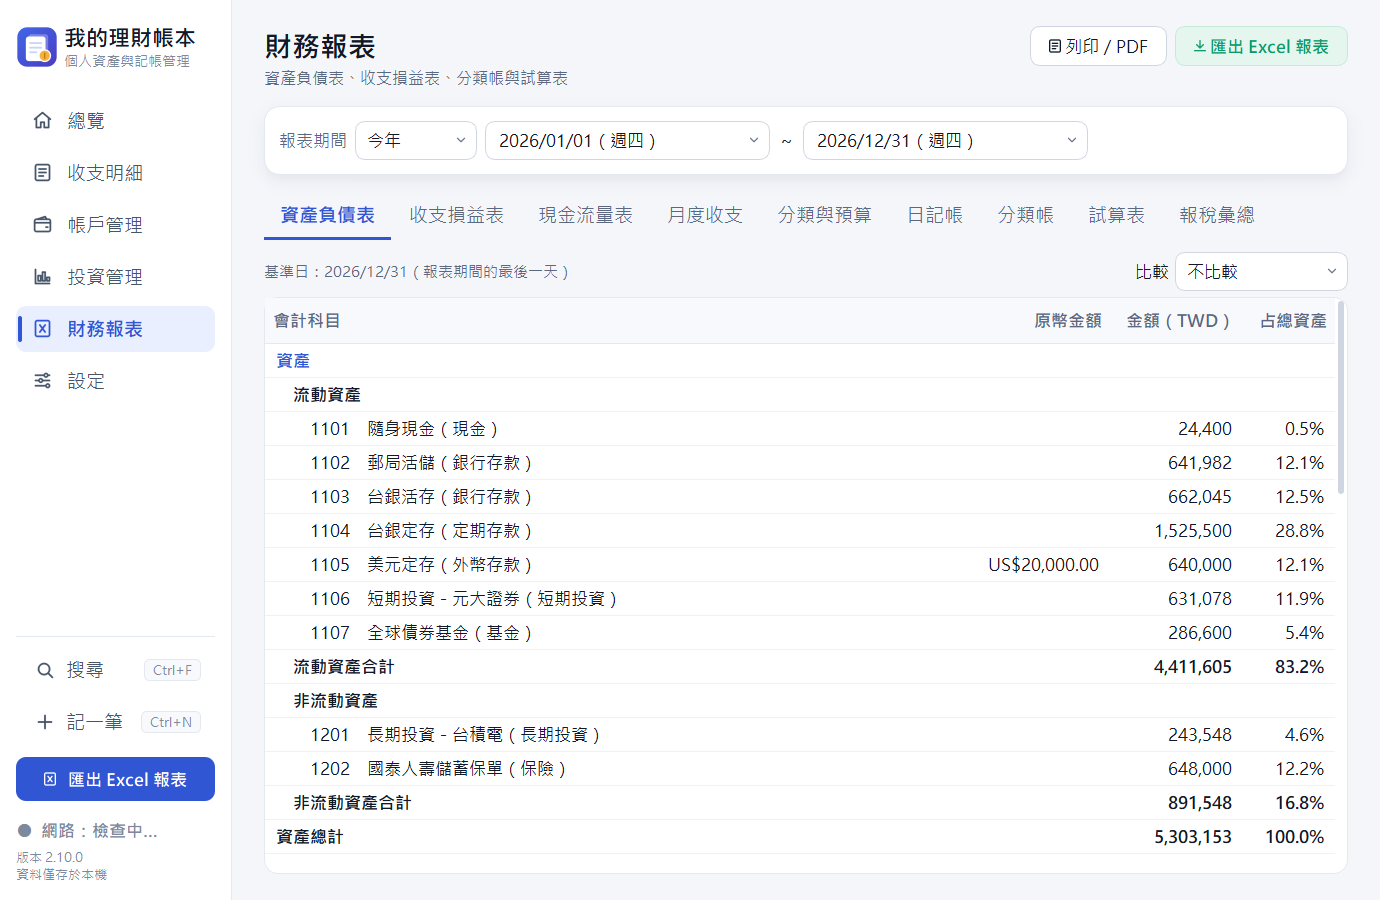 我的理財帳本
個人資產與記帳管理
總覽
收支明細
帳戶管理
投資管理
財務報表
設定
搜尋 Ctrl+F
記一筆 Ctrl+N
匯出 Excel 報表
網路：檢查中...
版本 2.10.0
資料僅存於本機
財務報表
資產負債表、收支損益表、分類帳與試算表
列印 / PDF
匯出 Excel 報表
報表期間 今年 2026/01/01（週四） ~ 2026/12/31（週四）
資產負債表 收支損益表 現金流量表 月度收支 分類與預算 日記帳 分類帳 試算表 報稅彙總
基準日：2026/12/31（報表期間的最後一天） 比較 不比較
會計科目 原幣金額 金額（TWD） 占總資產
資產
流動資產
1101 隨身現金（現金） 24,400 0.5%
1102 郵局活儲（銀行存款） 641,982 12.1%
1103 台銀活存（銀行存款） 662,045 12.5%
1104 台銀定存（定期存款） 1,525,500 28.8%
1105 美元定存（外幣存款） US$20,000.00 640,000 12.1%
1106 短期投資 - 元大證券（短期投資） 631,078 11.9%
1107 全球債券基金（基金） 286,600 5.4%
流動資產合計 4,411,605 83.2%
非流動資產
1201 長期投資 - 台積電（長期投資） 243,548 4.6%
1202 國泰人壽儲蓄保單（保險） 648,000 12.2%
非流動資產合計 891,548 16.8%
資產總計 5,303,153 100.0%